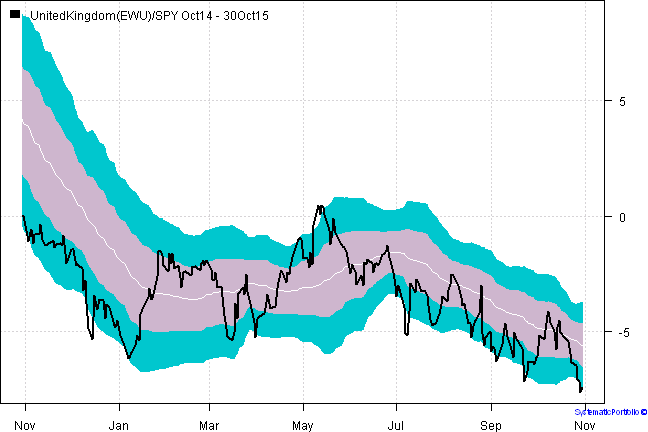 UnitedKingdom(EWU)/SPY Oct14 - 30Oct15
5
0
-5
Nov Jan Mar May Jul Sep Nov
SystematicPortfolio ©